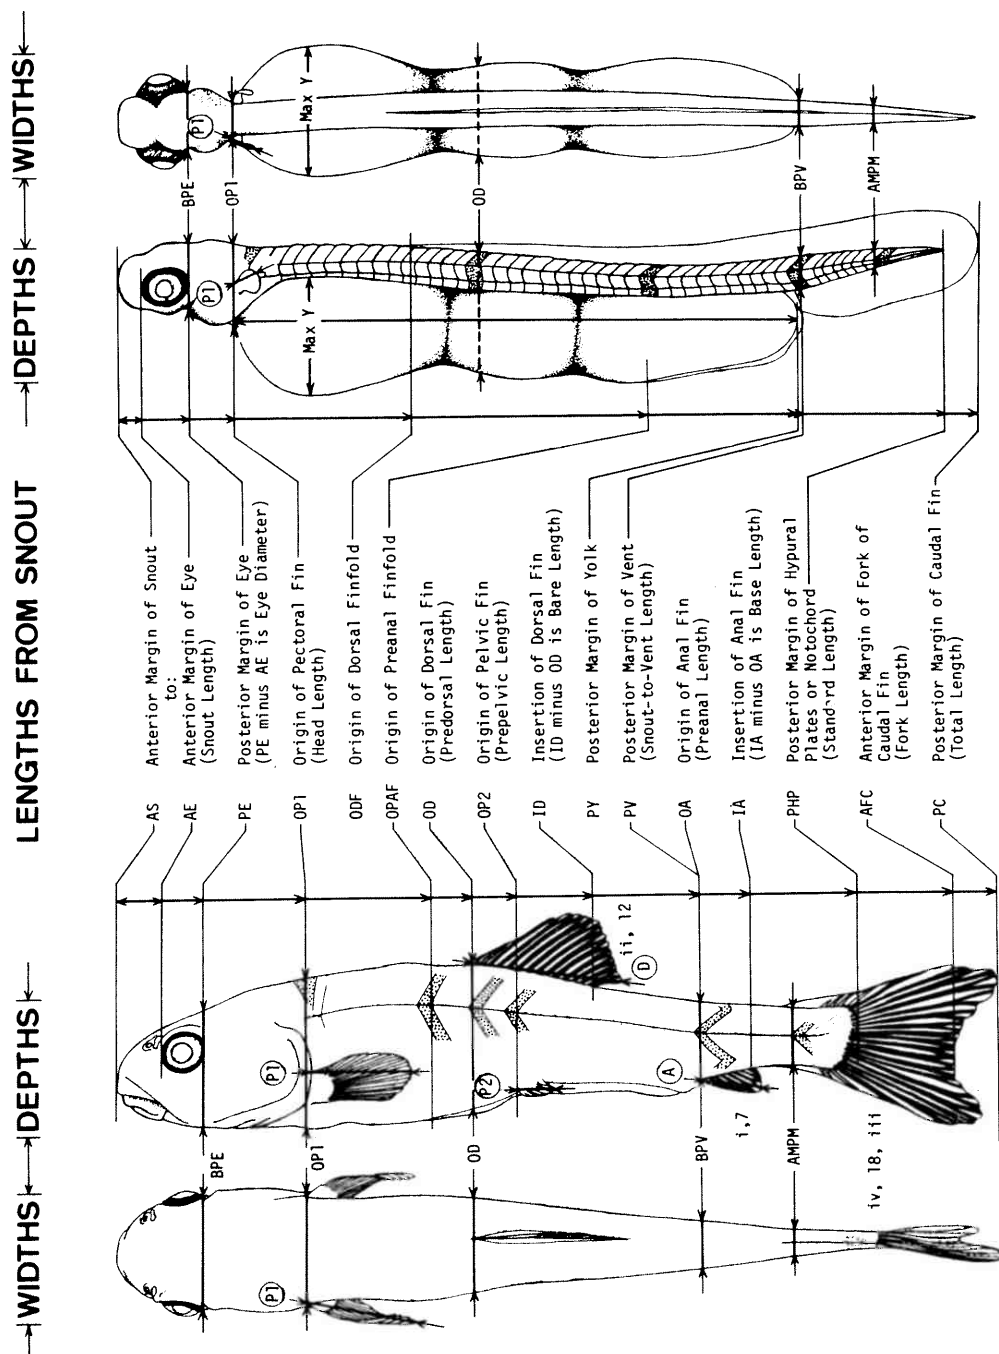 WIDTHS DEPTHS LENGTHS FROM SNOUT DEPTHS WIDTHS
AS Anterior Margin of Snout
to:
AE Anterior Margin of Eye
(Snout Length)
PE Posterior Margin of Eye
(PE minus AE is Eye Diameter)
OP1 Origin of Pectoral Fin
(Head Length)
ODF Origin of Dorsal Finfold
OPAF Origin of Preanal Finfold
OD Origin of Dorsal Fin
(Predorsal Length)
OP2 Origin of Pelvic Fin
(Prepelvic Length)
ID Insertion of Dorsal Fin
(ID minus OD is Bare Length)
PY Posterior Margin of Yolk
PV Posterior Margin of Vent
(Snout-to-Vent Length)
OA Origin of Anal Fin
(Preanal Length)
IA Insertion of Anal Fin
(IA minus OA is Base Length)
PHP Posterior Margin of Hypural
Plates or Notochord
(Standard Length)
AFC Anterior Margin of Fork of
Caudal Fin
(Fork Length)
PC Posterior Margin of Caudal Fin
(Total Length)
BPE
OP1
OD
BPV
AMPM
P1
P1
P2
A
D
ii, 12
i,7
iv, 18, iii
BPE
OP1
OD
BPV
AMPM
P1
P1
Max Y
Max Y